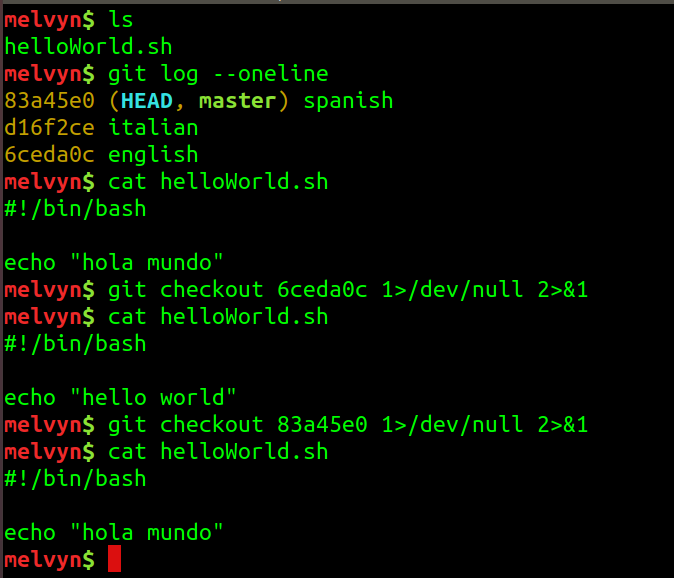 melvyn$ ls
helloWorld.sh
melvyn$ git log --oneline
83a45e0 (HEAD, master) spanish
d16f2ce italian
6ceda0c english
melvyn$ cat helloWorld.sh
#!/bin/bash

echo "hola mundo"
melvyn$ git checkout 6ceda0c 1>/dev/null 2>&1
melvyn$ cat helloWorld.sh
#!/bin/bash

echo "hello world"
melvyn$ git checkout 83a45e0 1>/dev/null 2>&1
melvyn$ cat helloWorld.sh
#!/bin/bash

echo "hola mundo"
melvyn$